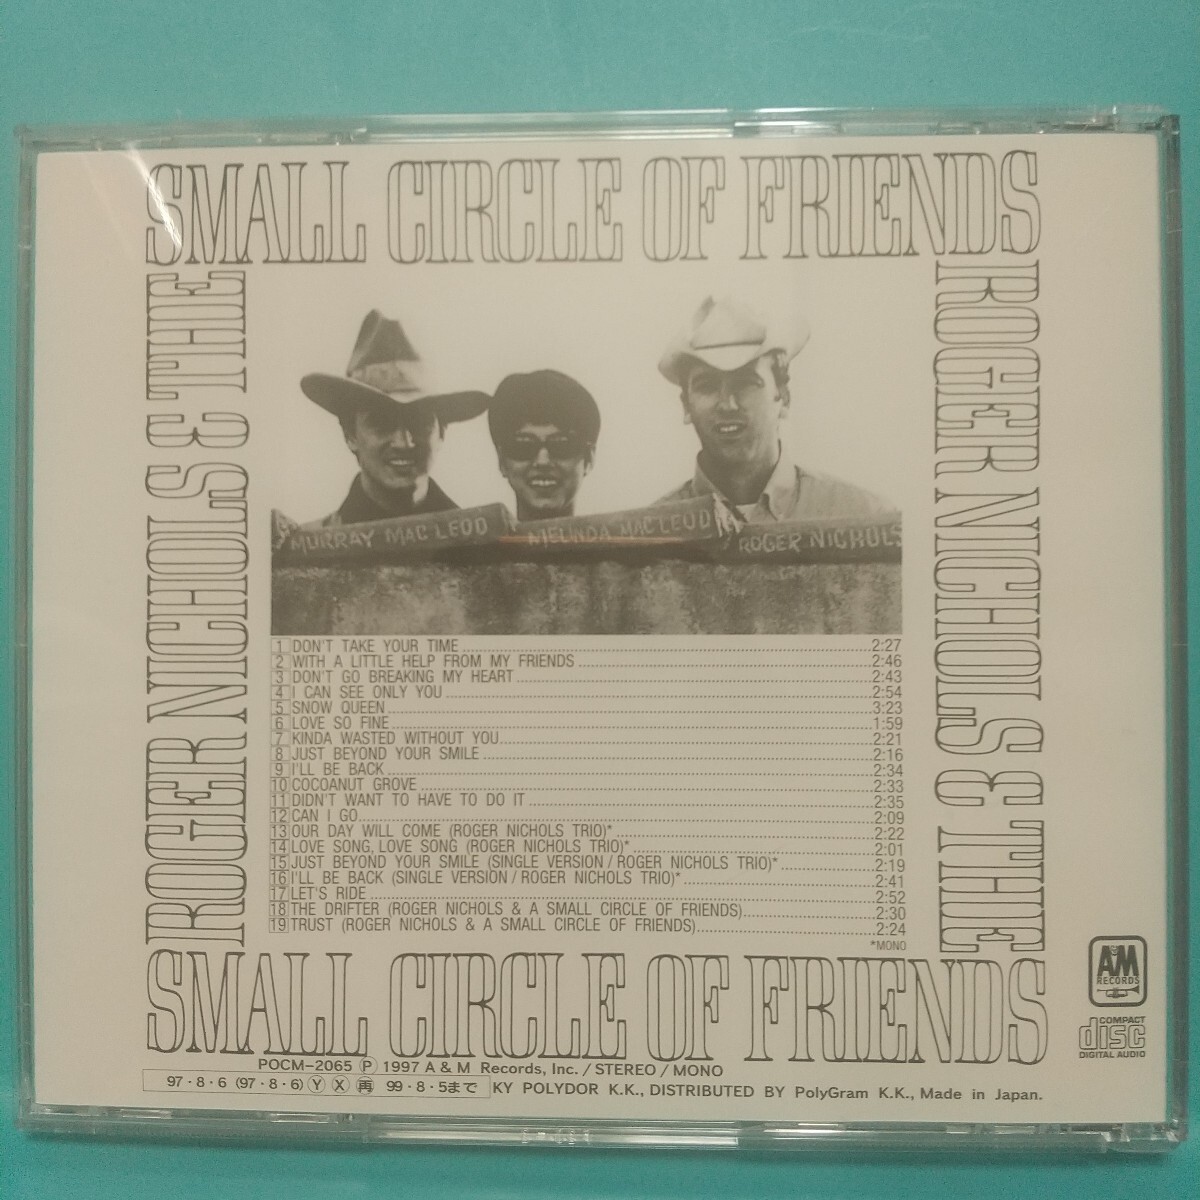 SMALL CIRCLE OF FRIENDS
ROGER NICHOLS & THE
ROGER NICHOLS & THE
MURRAY MAC LEOD
MELINDA MAC LEOD
ROGER NICHOLS
1 DON'T TAKE YOUR TIME 2:27
2 WITH A LITTLE HELP FROM MY FRIENDS 2:46
3 DON'T GO BREAKING MY HEART 2:43
4 I CAN SEE ONLY YOU 2:54
5 SNOW QUEEN 3:23
6 LOVE SO FINE 1:59
7 KINDA WASTED WITHOUT YOU 2:21
8 JUST BEYOND YOUR SMILE 2:16
9 I'LL BE BACK 2:34
10 COCOANUT GROVE 2:33
11 DIDN'T WANT TO HAVE TO DO IT 2:35
12 CAN I GO 2:09
13 OUR DAY WILL COME (ROGER NICHOLS TRIO)* 2:22
14 LOVE SONG, LOVE SONG (ROGER NICHOLS TRIO)* 2:01
15 JUST BEYOND YOUR SMILE (SINGLE VERSION / ROGER NICHOLS TRIO)* 2:19
16 I'LL BE BACK (SINGLE VERSION / ROGER NICHOLS TRIO)* 2:41
17 LET'S RIDE 2:52
18 THE DRIFTER (ROGER NICHOLS & A SMALL CIRCLE OF FRIENDS) 2:30
19 TRUST (ROGER NICHOLS & A SMALL CIRCLE OF FRIENDS) 2:24
*MONO
SMALL CIRCLE OF FRIENDS
A&M
RECORDS
COMPACT
disc
DIGITAL AUDIO
POCM-2065 Ⓟ 1997 A & M Records, Inc. / STEREO / MONO
97・8・6 (97・8・6) Ⓨ Ⓧ 再 99・8・5まで KY POLYDOR K.K., DISTRIBUTED BY PolyGram K.K., Made in Japan.